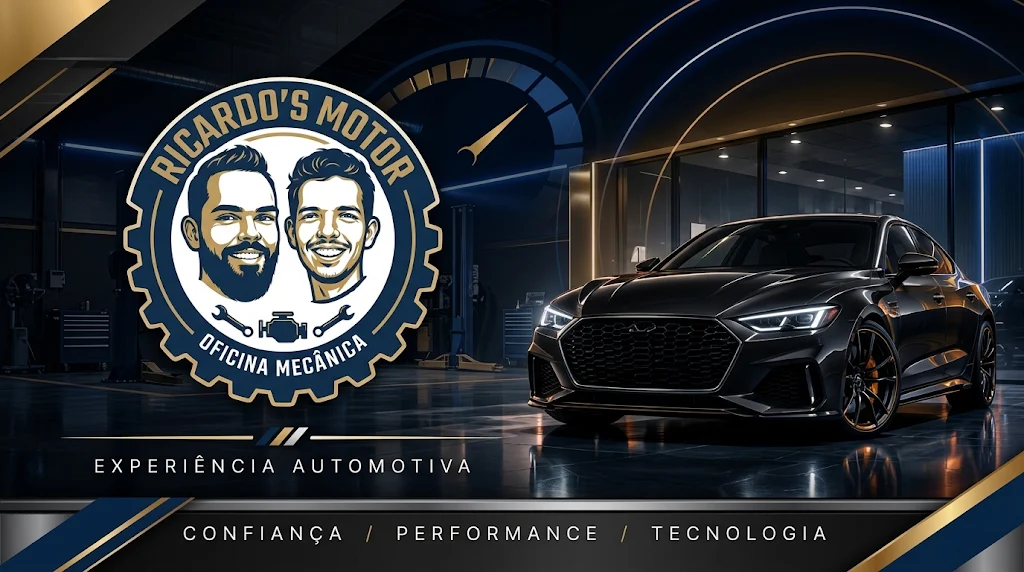 RICARDO'S MOTOR
OFICINA MECÂNICA
EXPERIÊNCIA AUTOMOTIVA
CONFIANÇA / PERFORMANCE / TECNOLOGIA